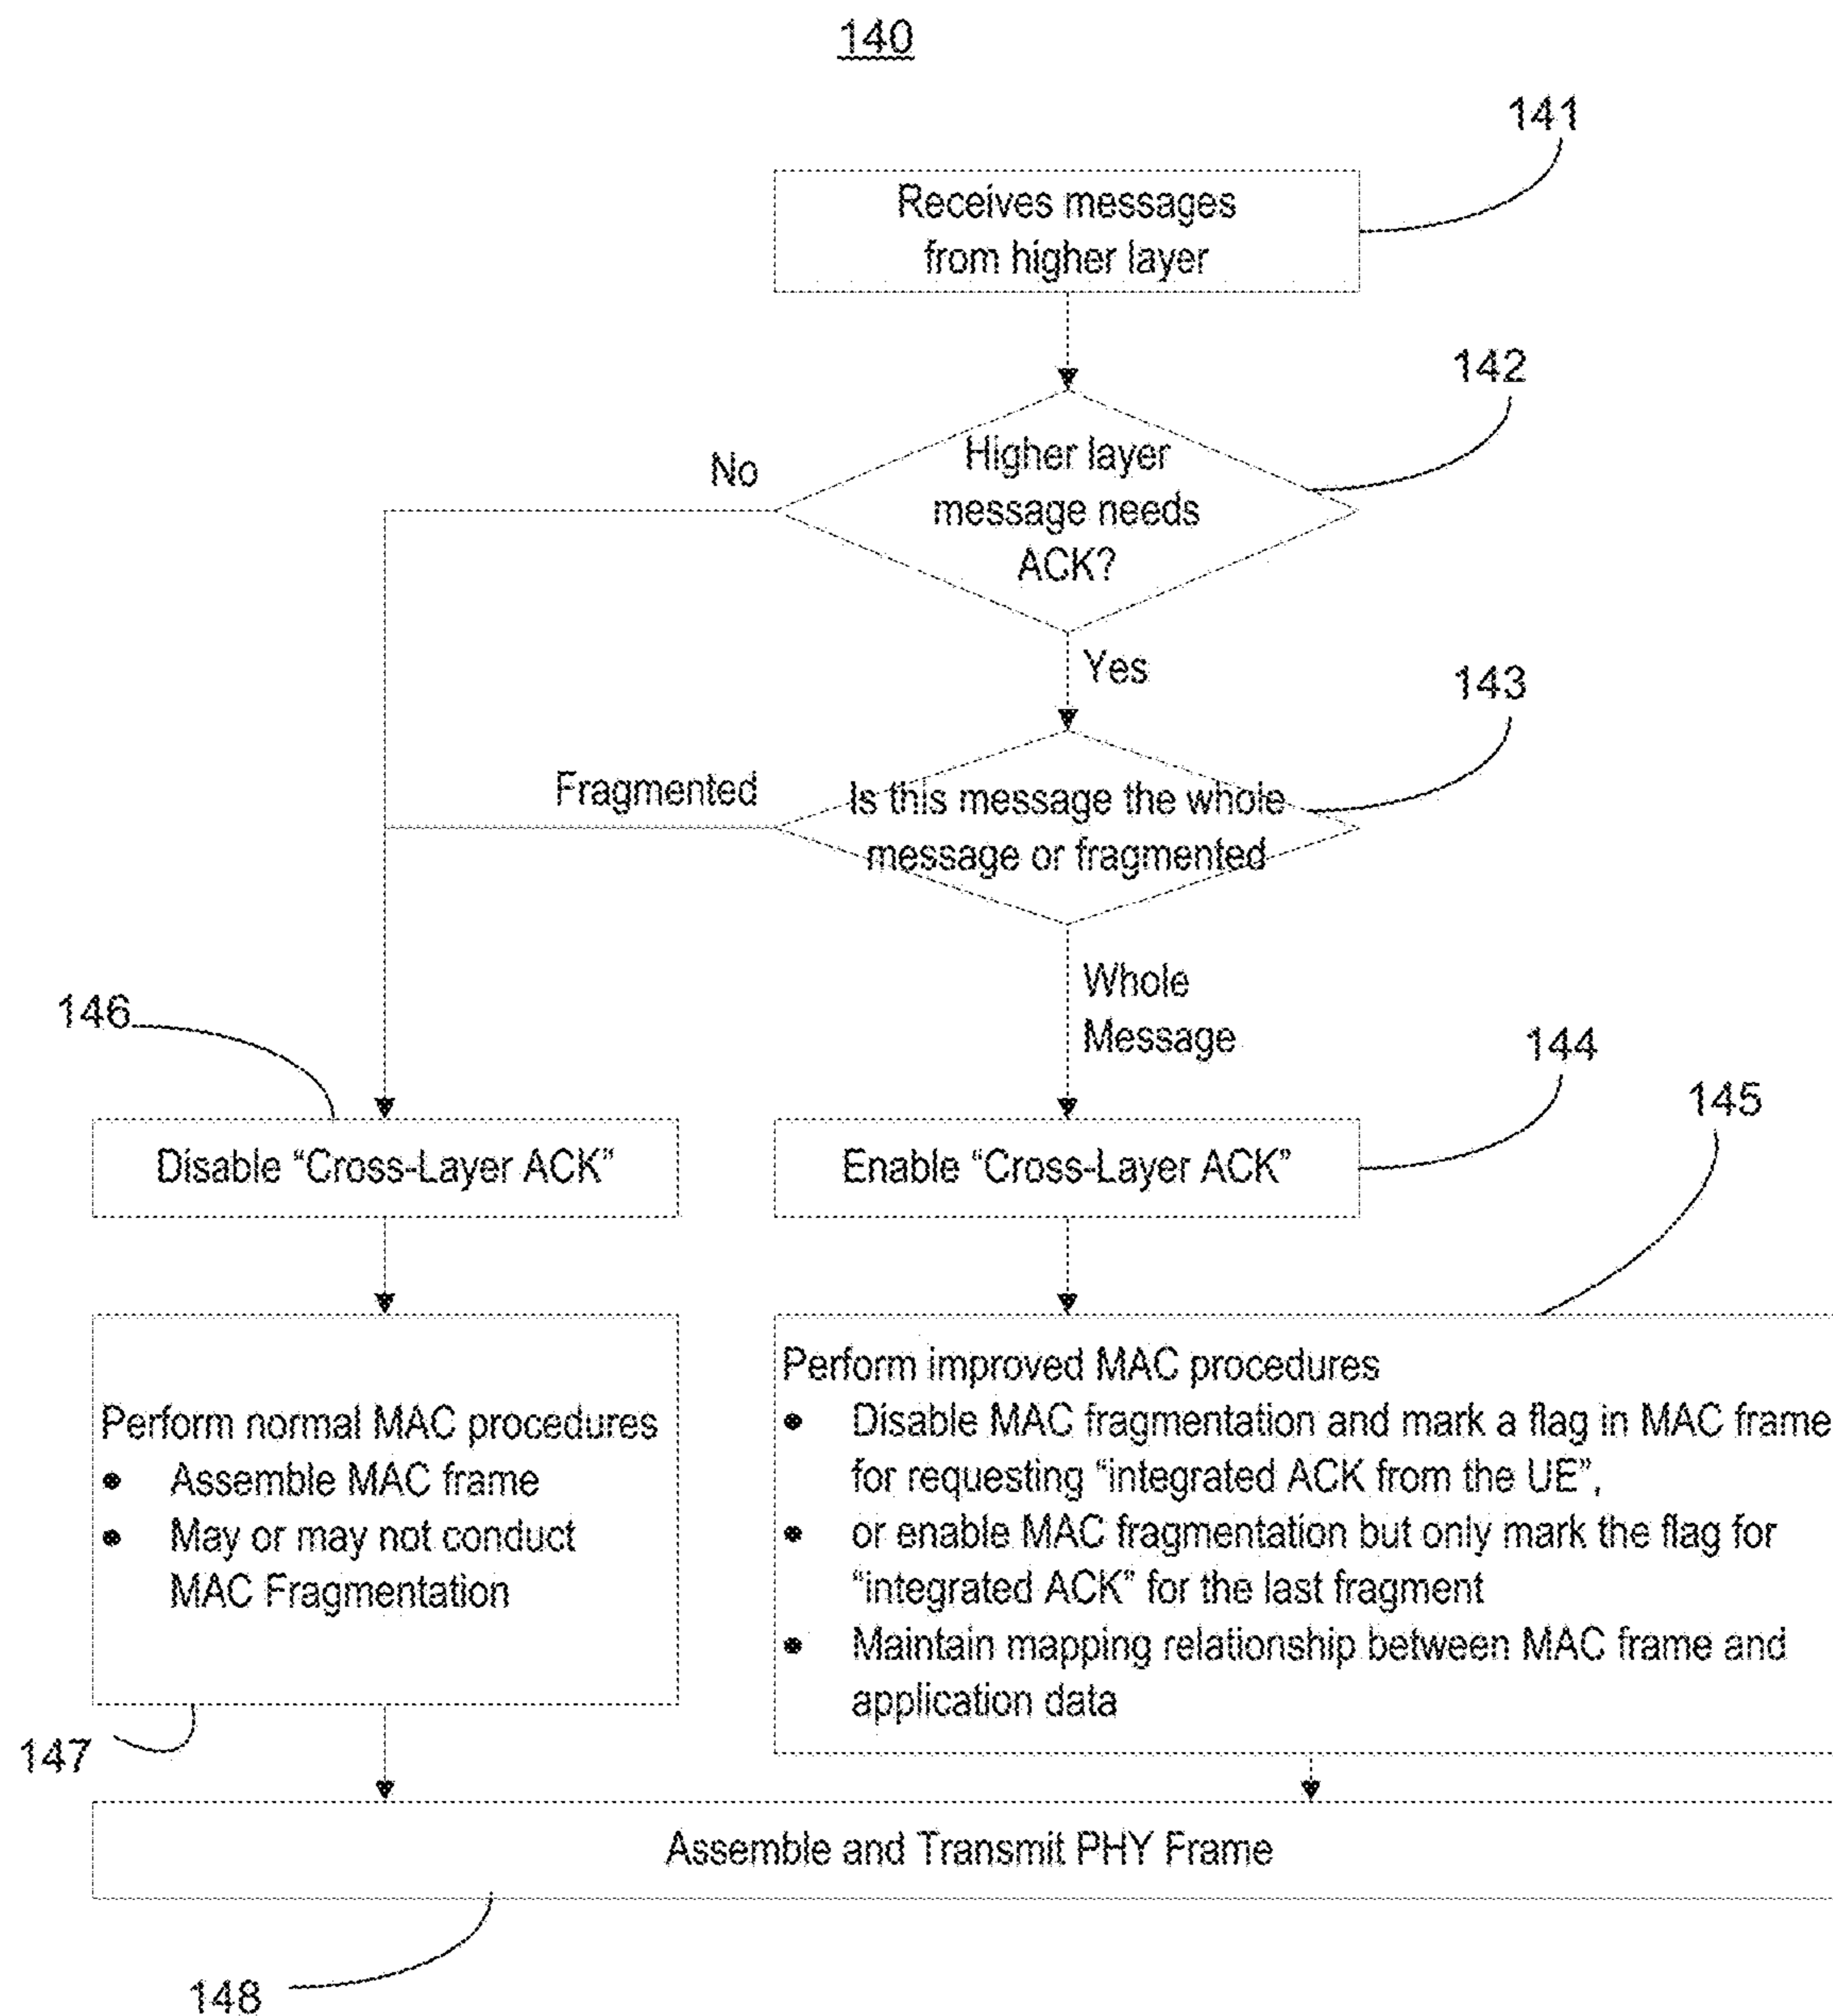 140
141
Receives messages
from higher layer
142
Higher layer
message needs
ACK?
No
Yes
143
Fragmented
Is this message the whole
message or fragmented
Whole
Message
146
144
145
Disable “Cross-Layer ACK”
Enable “Cross-Layer ACK”
Perform normal MAC procedures
• Assemble MAC frame
• May or may not conduct
MAC Fragmentation
147
Perform improved MAC procedures
• Disable MAC fragmentation and mark a flag in MAC frame
for requesting “integrated ACK from the UE”,
• or enable MAC fragmentation but only mark the flag for
“integrated ACK” for the last fragment
• Maintain mapping relationship between MAC frame and
application data
Assemble and Transmit PHY Frame
148